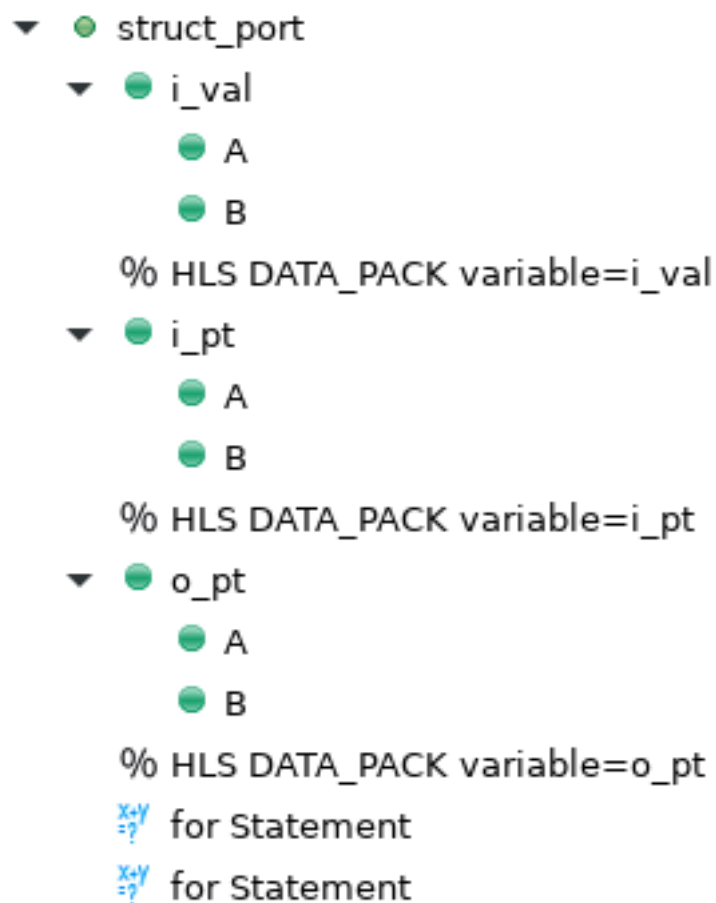 struct_port
i_val
A
B
% HLS DATA_PACK variable=i_val
i_pt
A
B
% HLS DATA_PACK variable=i_pt
o_pt
A
B
% HLS DATA_PACK variable=o_pt
x+y
=?
for Statement
x+y
=?
for Statement